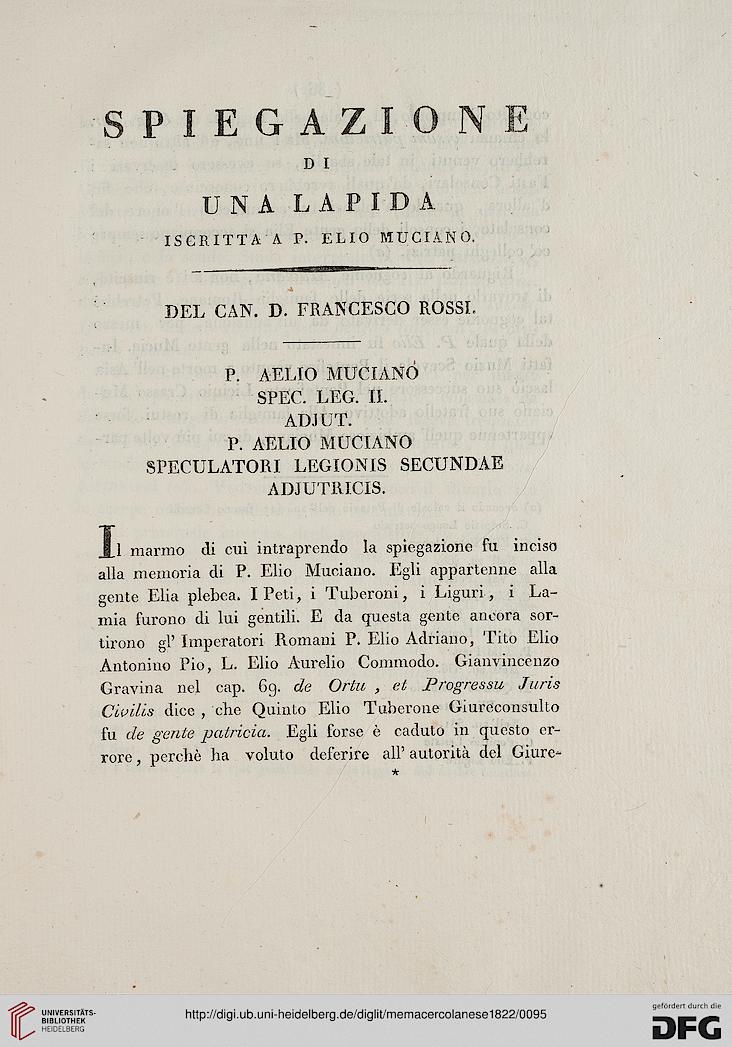 SPIEGAZIONE
DI
UNA LAPIDA
ISCRITTA A P. ELIO MUCIANO.
DEL CAN. D. FRANCESCO ROSSI.
P. AELIO MUCIANO
SPEC. LEG. II.
ADJUT.
P. AELIO MUCIANO
SPECULATORI LEGIONIS SECUNDAE
ADJUTRICIS.
Il marmo di cui intraprendo la spiegazione fu inciso
alla memoria di P. Elio Muciano. Egli appartenne alla
gente Elia plebea. I Peti, i Tuberoni, i Liguri, i La-
mia furono di lui gentili. E da questa gente ancora sor-
tirono gl' Imperatori Romani P. Elio Adriano, Tito Elio
Antonino Pio, L. Elio Aurelio Commodo. Gianvincenzo
Gravina nel cap. 69. de Ortu, et Progressu Juris
Civilis dice, che Quinto Elio Tuberone Giureconsulto
fu de gente patricia. Egli forse è caduto in questo er-
rore, perchè ha voluto deferire all' autorità del Giure-
*
UNIVERSITÄTS-
BIBLIOTHEK
HEIDELBERG
http://digi.ub.uni-heidelberg.de/diglit/memacercolanese1822/0095
gefördert durch die
DFG